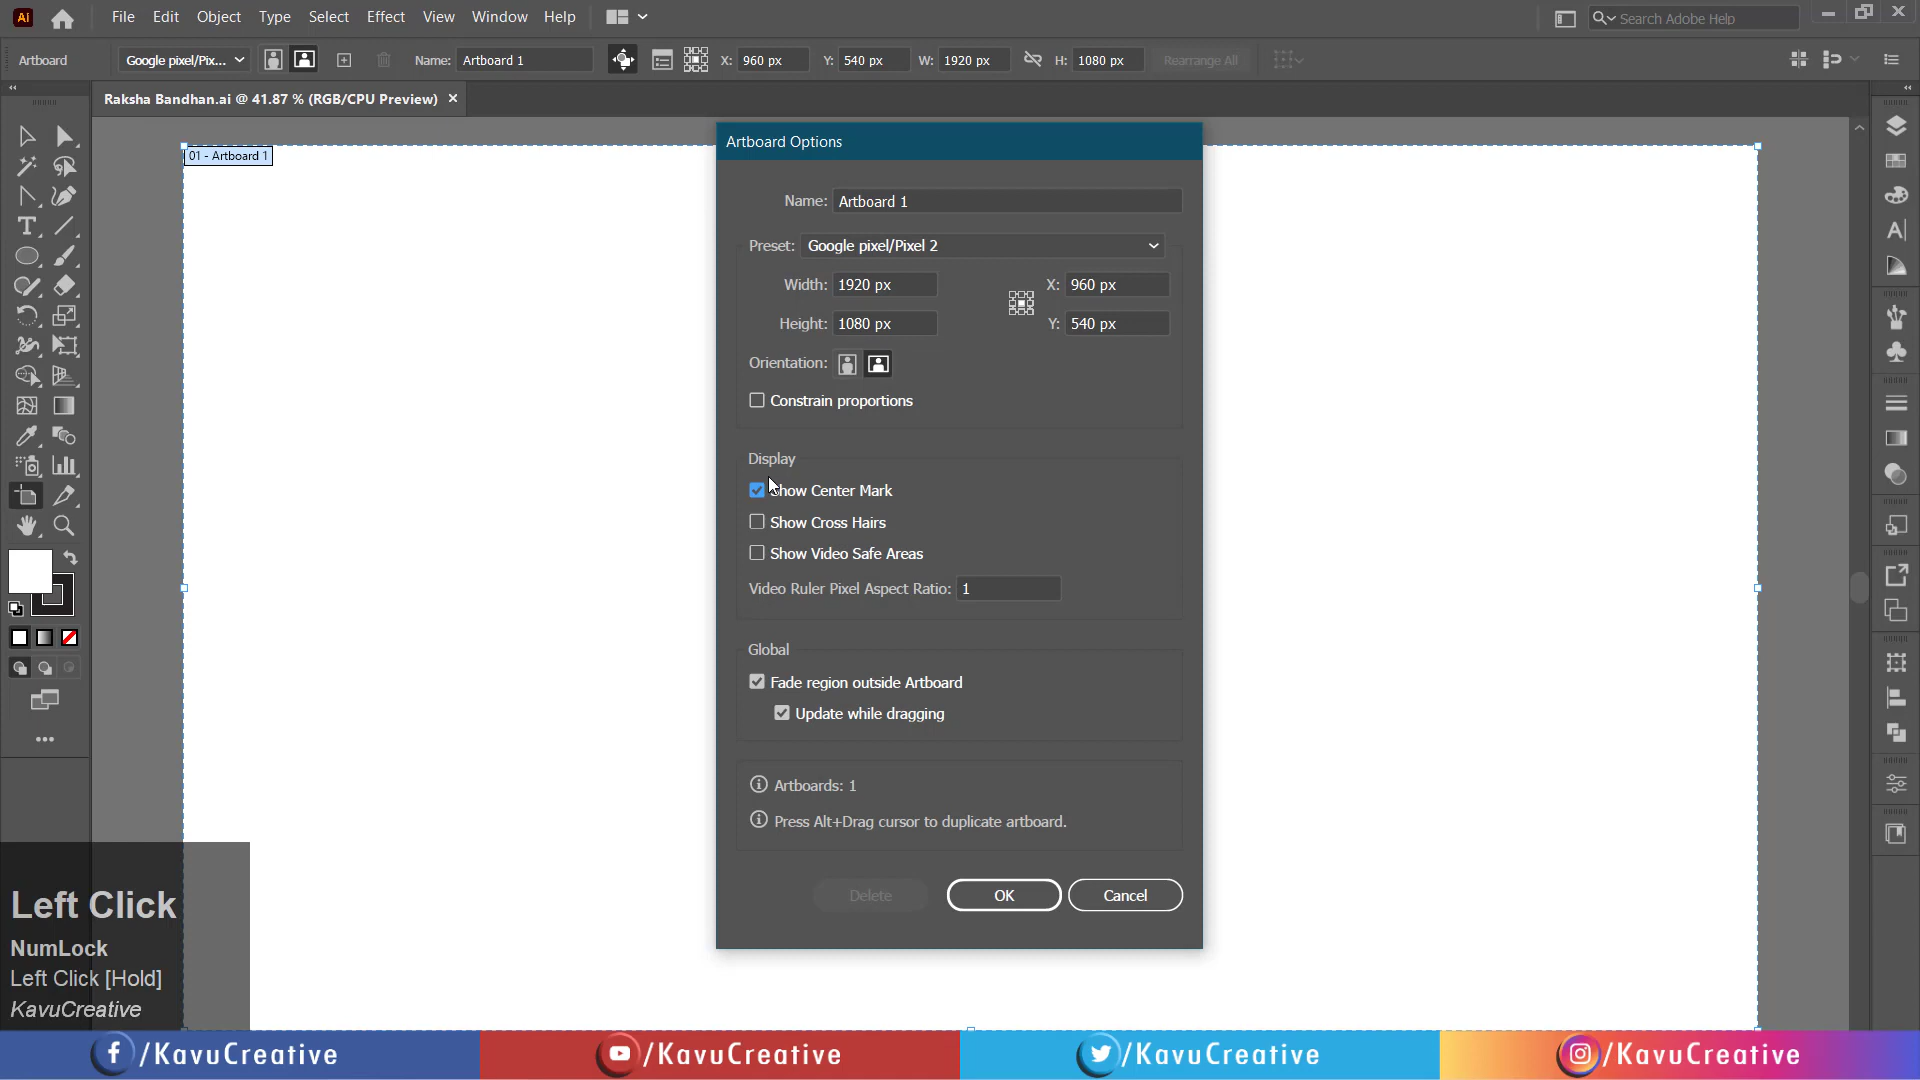 Ai File Edit Object Type Select Effect View Window Help Search Adobe Help
Artboard Google pixel/Pix... Name: Artboard 1 X: 960 px Y: 540 px W: 1920 px H: 1080 px Rearrange All
Raksha Bandhan.ai @ 41.87 % (RGB/CPU Preview) ×
01 - Artboard 1
Artboard Options
Name: Artboard 1
Preset: Google pixel/Pixel 2
Width: 1920 px X: 960 px
Height: 1080 px Y: 540 px
Orientation:
Constrain proportions
Display
Show Center Mark
Show Cross Hairs
Show Video Safe Areas
Video Ruler Pixel Aspect Ratio: 1
Global
Fade region outside Artboard
Update while dragging
Artboards: 1
Press Alt+Drag cursor to duplicate artboard.
Delete OK Cancel
Left Click
NumLock
Left Click [Hold]
KavuCreative
/KavuCreative /KavuCreative /KavuCreative /KavuCreative